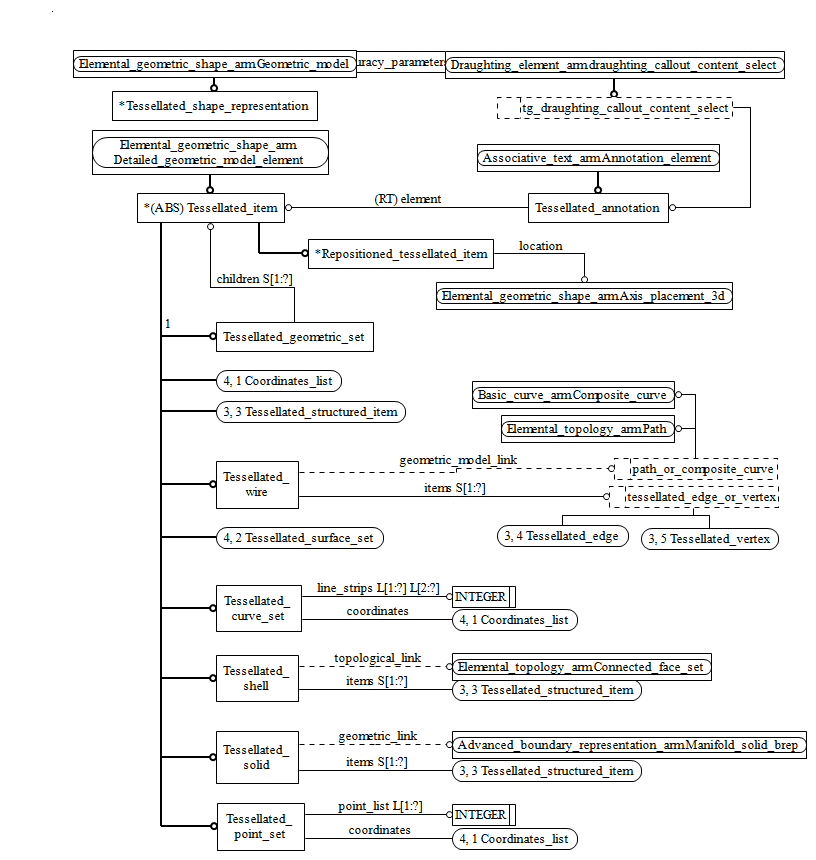 Elemental_geometric_shape_arm.Geometric_model
uracy_parameter
Draughting_element_arm.draughting_callout_content_select
*Tessellated_shape_representation
tg_draughting_callout_content_select
Elemental_geometric_shape_arm.
Detailed_geometric_model_element
Associative_text_arm.Annotation_element
*(ABS) Tessellated_item
(RT) element
Tessellated_annotation
*Repositioned_tessellated_item
location
children S[1:?]
Elemental_geometric_shape_arm.Axis_placement_3d
1
Tessellated_geometric_set
4, 1 Coordinates_list
Basic_curve_arm.Composite_curve
3, 3 Tessellated_structured_item
Elemental_topology_arm.Path
geometric_model_link
path_or_composite_curve
Tessellated_
wire
items S[1:?]
tessellated_edge_or_vertex
4, 2 Tessellated_surface_set
3, 4 Tessellated_edge
3, 5 Tessellated_vertex
line_strips L[1:?] L[2:?]
INTEGER
Tessellated_
curve_set
coordinates
4, 1 Coordinates_list
topological_link
Elemental_topology_arm.Connected_face_set
Tessellated_
shell
items S[1:?]
3, 3 Tessellated_structured_item
geometric_link
Advanced_boundary_representation_arm.Manifold_solid_brep
Tessellated_
solid
items S[1:?]
3, 3 Tessellated_structured_item
point_list L[1:?]
INTEGER
Tessellated_
point_set
coordinates
4, 1 Coordinates_list